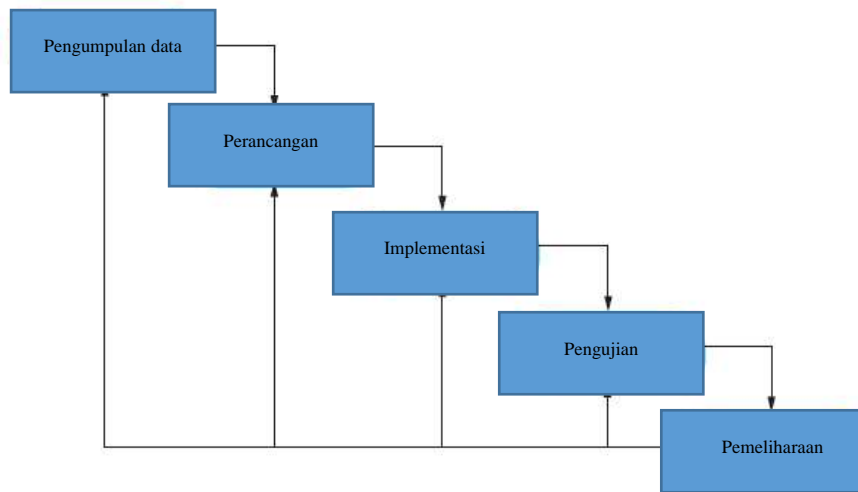 Pengumpulan data
Perancangan
Implementasi
Pengujian
Pemeliharaan